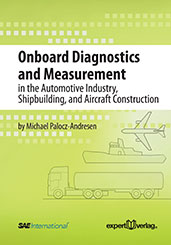 Onboard Diagnostics
and Measurement
in the Automotive Industry,
Shipbuilding, and Aircraft Construction
by Michael Palocz-Andresen
SAE International
expert verlag